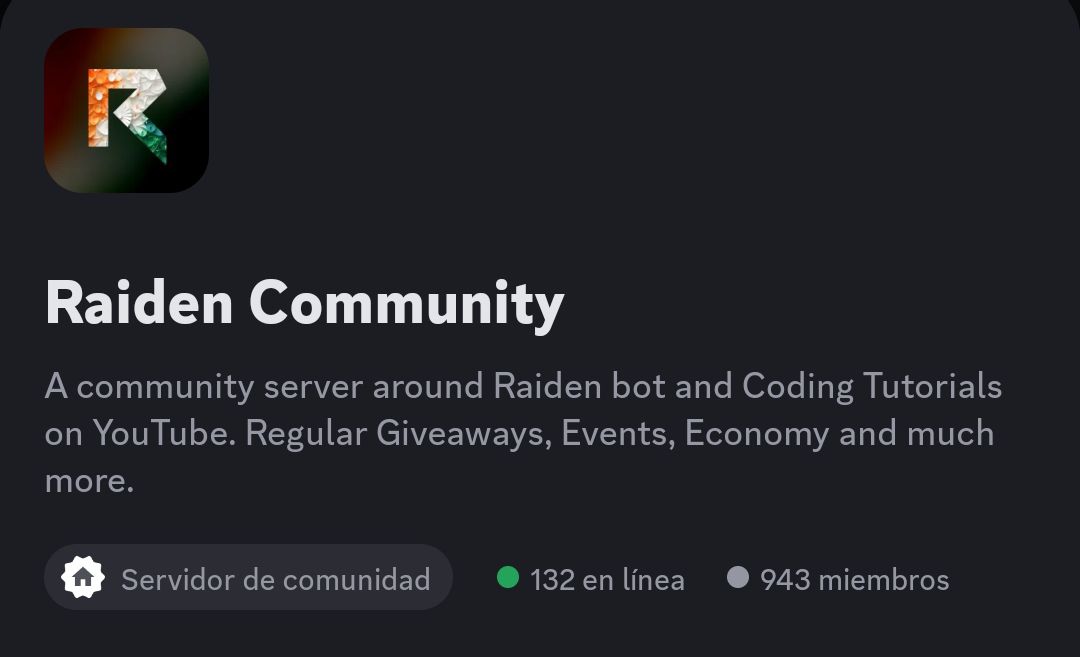 R
Raiden Community
A community server around Raiden bot and Coding Tutorials
on YouTube. Regular Giveaways, Events, Economy and much
more.
Servidor de comunidad
132 en línea
943 miembros